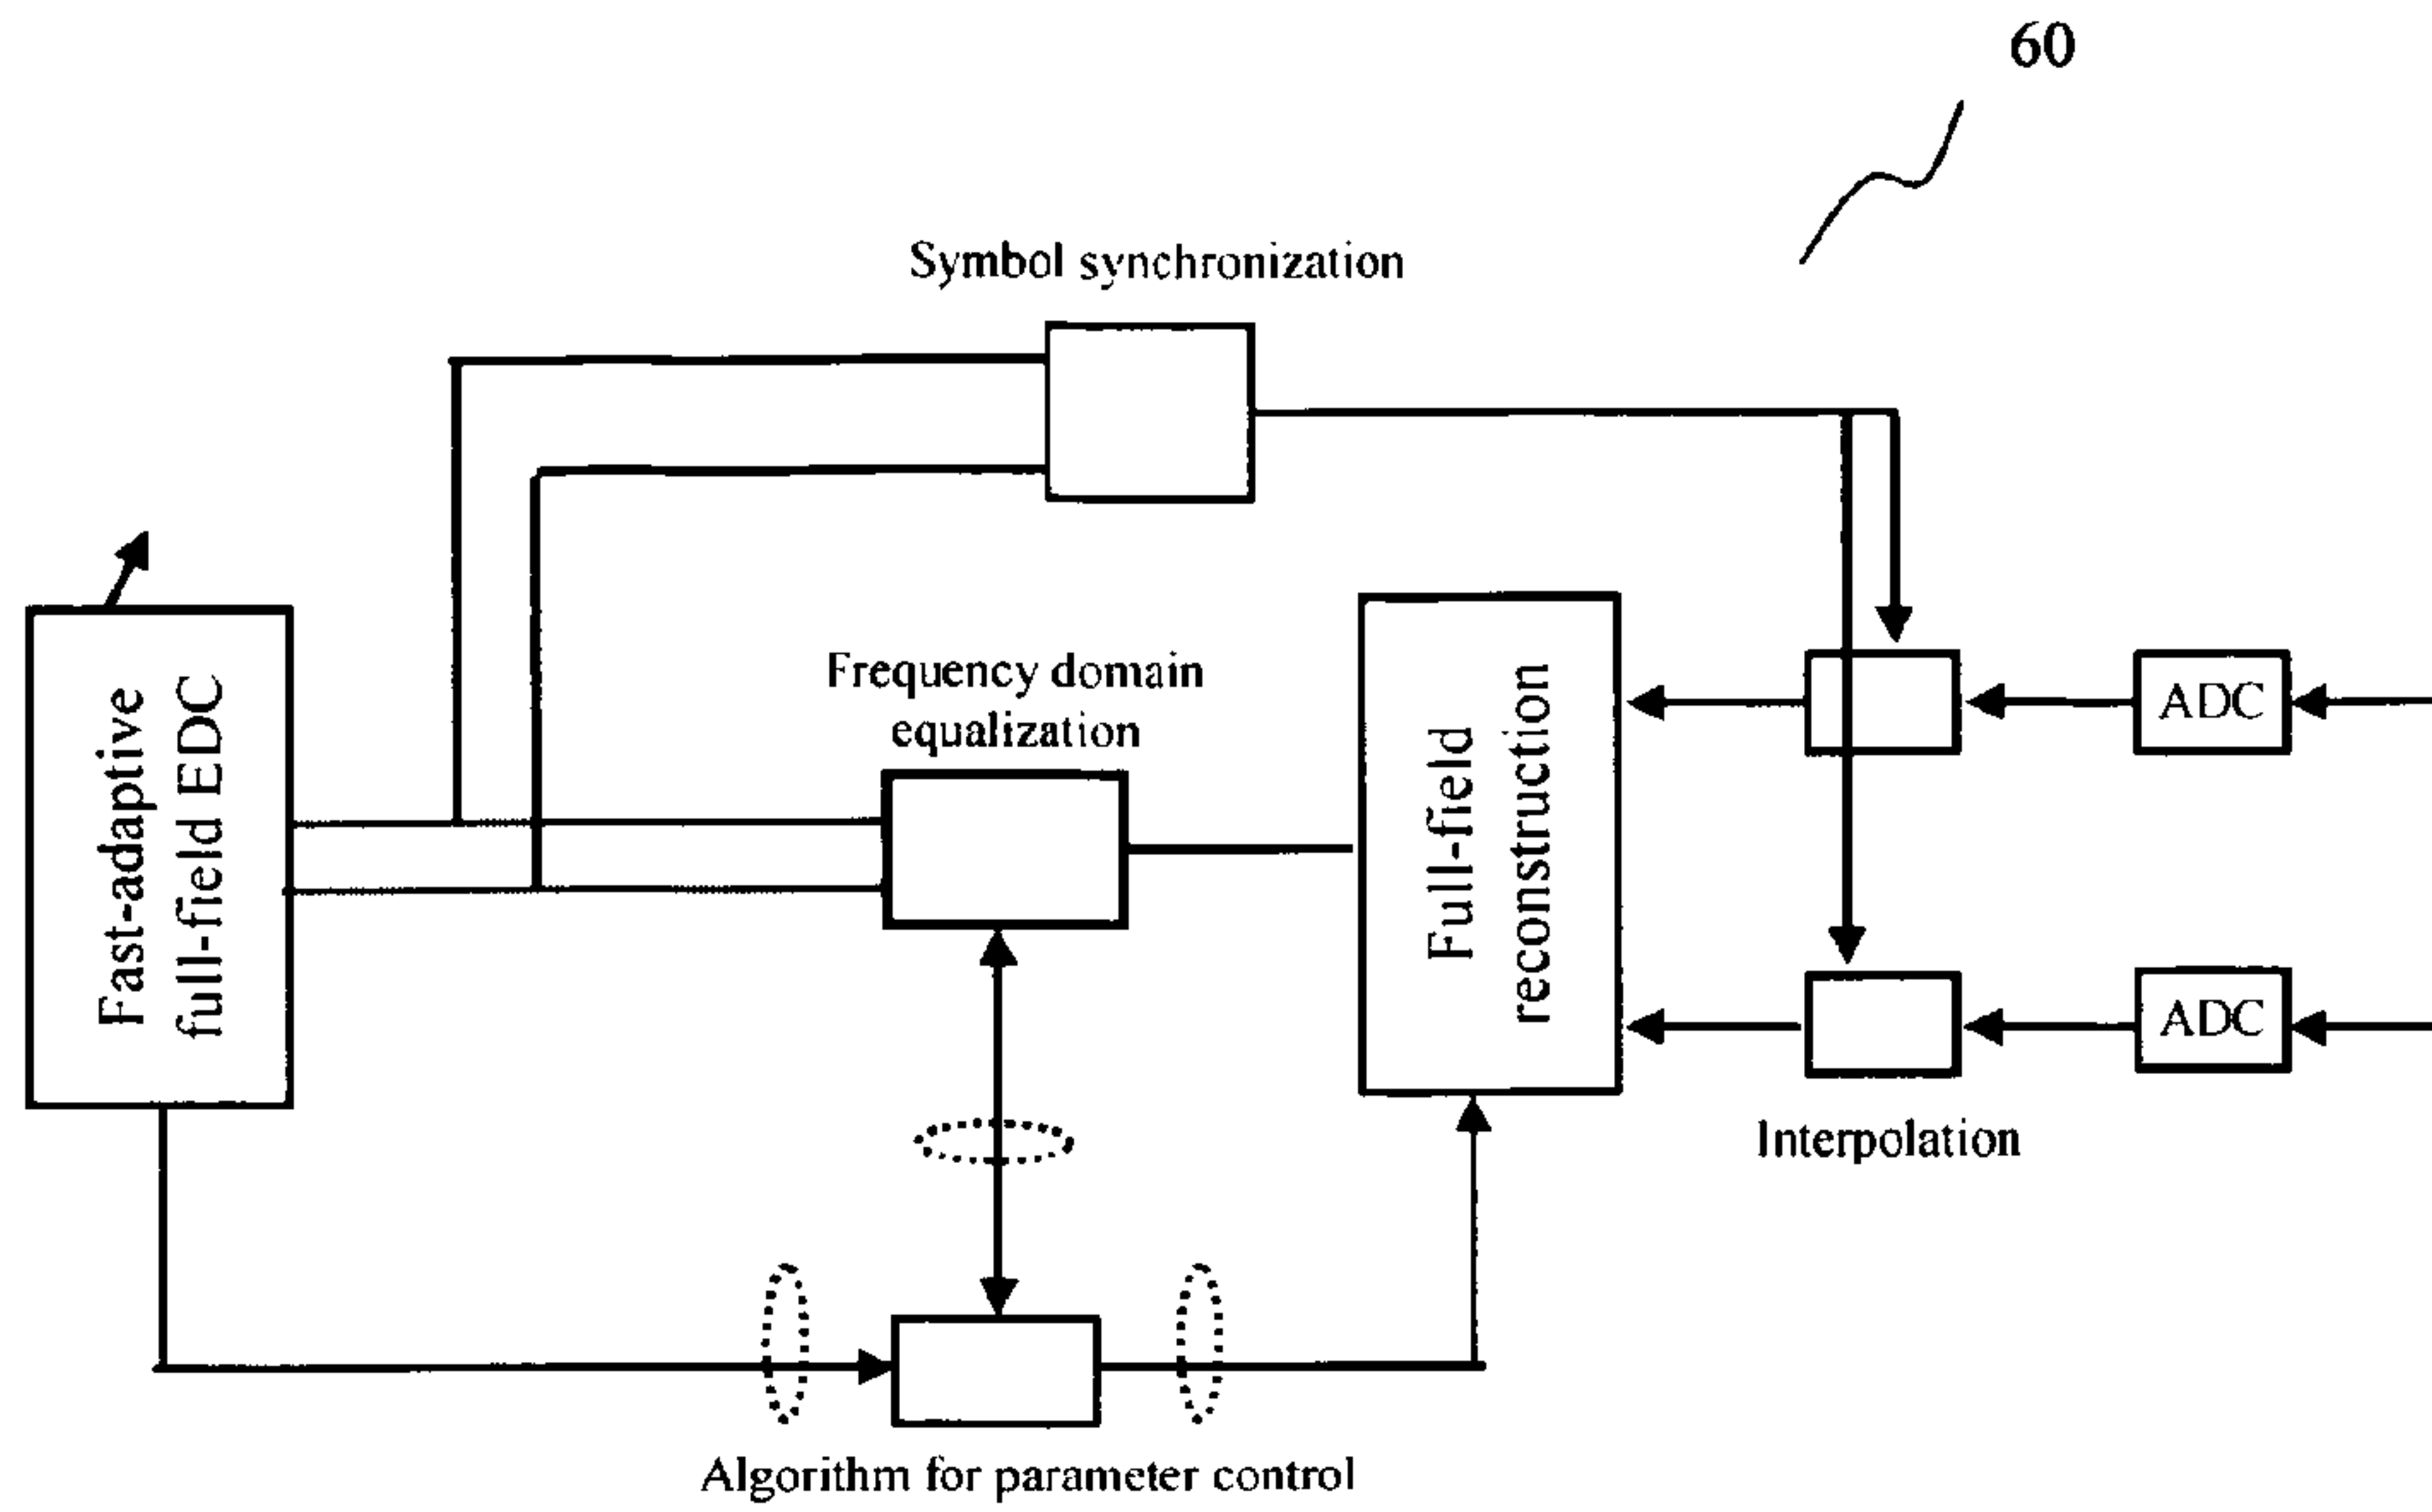 60
Symbol synchronization
Fast-adaptive
full-field EDC
Frequency domain
equalization
Full-field
reconstruction
ADC
ADC
Interpolation
Algorithm for parameter control